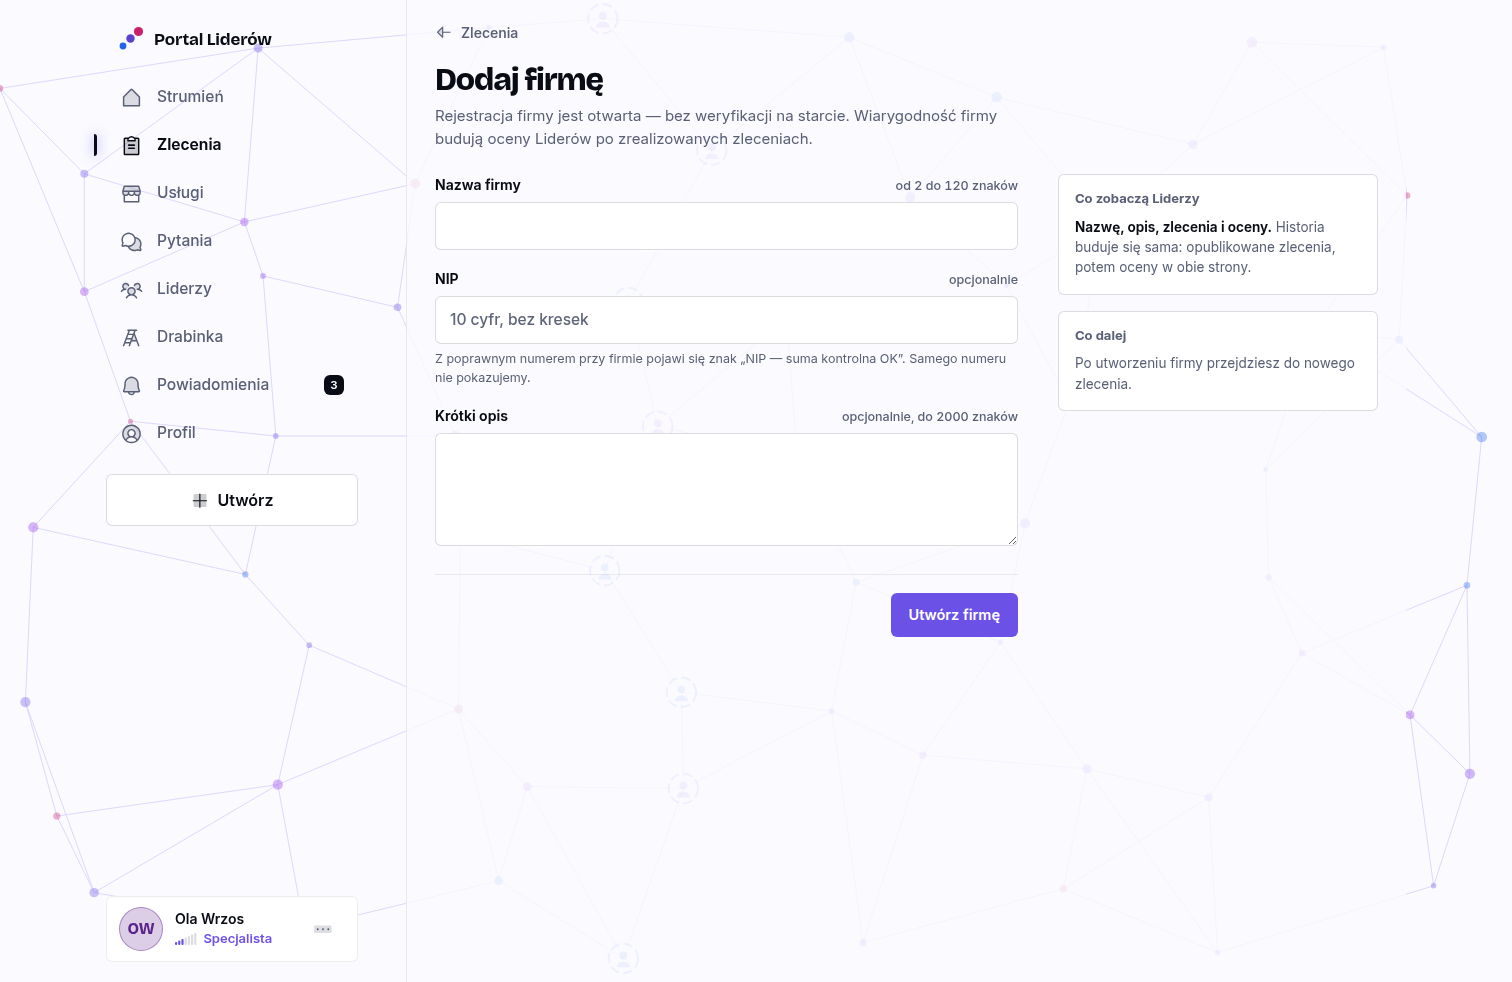 Portal Liderów
Strumień
Zlecenia
Usługi
Pytania
Liderzy
Drabinka
Powiadomienia
3
Profil
Utwórz
OW
Ola Wrzos
Specjalista
Zlecenia
Dodaj firmę
Rejestracja firmy jest otwarta — bez weryfikacji na starcie. Wiarygodność firmy
budują oceny Liderów po zrealizowanych zleceniach.
Nazwa firmy
od 2 do 120 znaków
NIP
opcjonalnie
10 cyfr, bez kresek
Z poprawnym numerem przy firmie pojawi się znak „NIP — suma kontrolna OK”. Samego numeru
nie pokazujemy.
Krótki opis
opcjonalnie, do 2000 znaków
Utwórz firmę
Co zobaczą Liderzy
Nazwę, opis, zlecenia i oceny. Historia
buduje się sama: opublikowane zlecenia,
potem oceny w obie strony.
Co dalej
Po utworzeniu firmy przejdziesz do nowego
zlecenia.